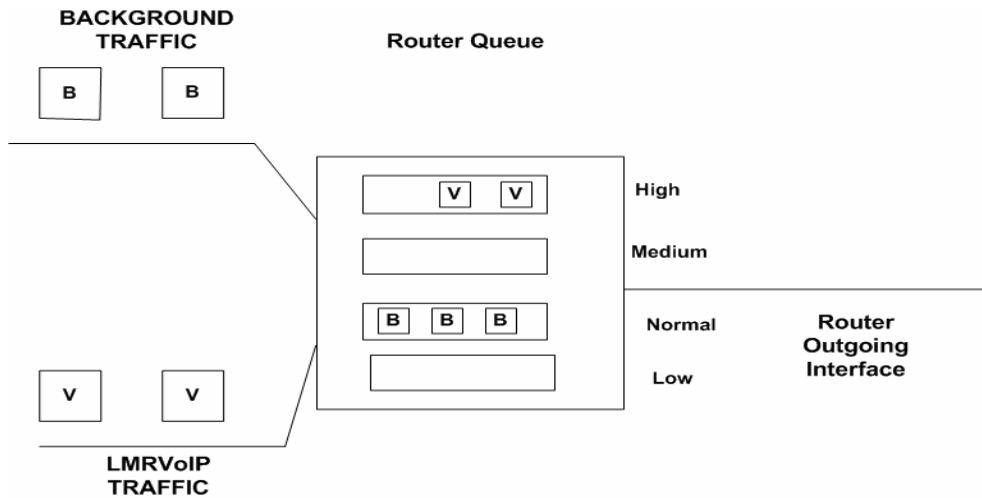 BACKGROUND
TRAFFIC
Router Queue
B
B
V
V
High
Medium
B
B
B
Normal
Low
Router
Outgoing
Interface
V
V
LMRVoIP
TRAFFIC